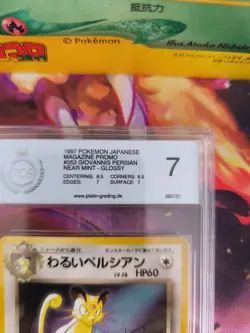 抵抗力
© Pokémon
Illus. Atsuko Nishida
1997 POKEMON JAPANESE
MAGAZINE PROMO
#053 GIOVANNIS PERSIAN
NEAR MINT - GLOSSY
CENTERING: 8.5 CORNERS: 6.5
EDGES: 7 SURFACE: 7
7
www.platin-grading.de
わるいペルシアン
LV.28 HP60